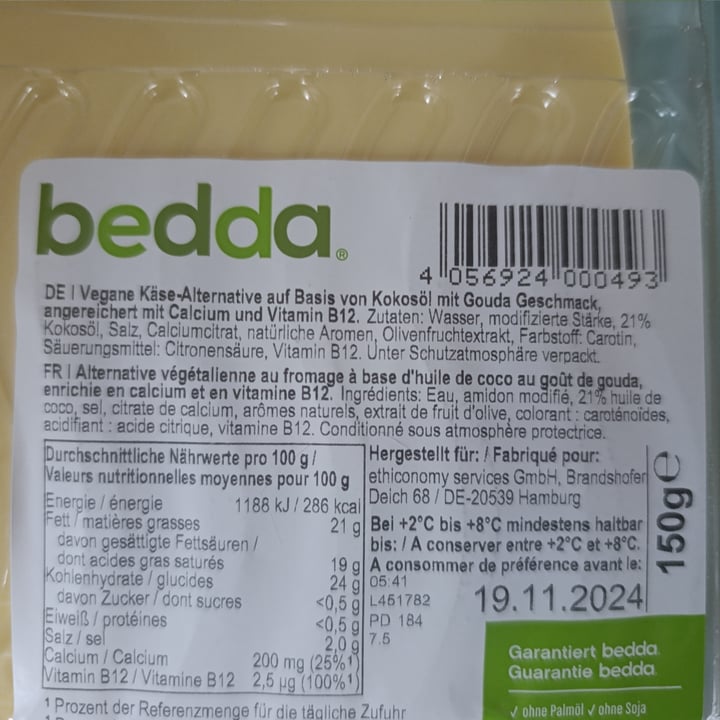 bedda®
4 056924 000493
DE | Vegane Käse-Alternative auf Basis von Kokosöl mit Gouda Geschmack,
angereichert mit Calcium und Vitamin B12. Zutaten: Wasser, modifizierte Stärke, 21%
Kokosöl, Salz, Calciumcitrat, natürliche Aromen, Olivenfruchtextrakt, Farbstoff: Carotin,
Säuerungsmittel: Citronensäure, Vitamin B12. Unter Schutzatmosphäre verpackt.
FR | Alternative végétalienne au fromage à base d'huile de coco au goût de gouda,
enrichie en calcium et en vitamine B12. Ingrédients: Eau, amidon modifié, 21% huile de
coco, sel, citrate de calcium, arômes naturels, extrait de fruit d'olive, colorant : caroténoïdes,
acidifiant : acide citrique, vitamine B12. Conditionné sous atmosphère protectrice.
Durchschnittliche Nährwerte pro 100 g /
Valeurs nutritionnelles moyennes pour 100 g
Energie / énergie 1188 kJ / 286 kcal
Fett / matières grasses 21 g
davon gesättigte Fettsäuren /
dont acides gras saturés 19 g
Kohlenhydrate / glucides 24 g
davon Zucker / dont sucres <0,5 g
Eiweiß / protéines <0,5 g
Salz / sel 2,0 g
Calcium / Calcium 200 mg (25%¹)
Vitamin B12 / Vitamine B12 2,5 µg (100%¹)
¹ Prozent der Referenzmenge für die tägliche Zufuhr
Hergestellt für: / Fabriqué pour:
ethiconomy services GmbH, Brandshofer
Deich 68 / DE-20539 Hamburg
Bei +2°C bis +8°C mindestens haltbar
bis: / A conserver entre +2°C et +8°C.
A consommer de préférence avant le:
05:41
L451782
PD 184
7.5
19.11.2024
150g e
Garantiert bedda
Guarantie bedda
✓ ohne Palmöl ✓ ohne Soja